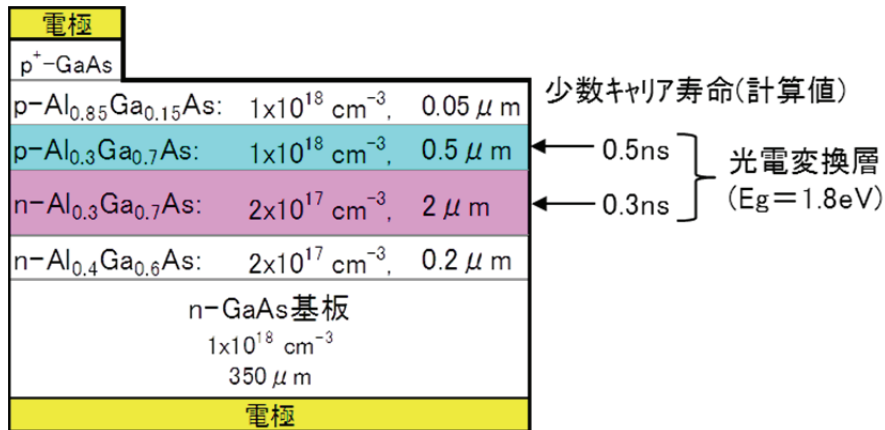 電極
p⁺-GaAs
p-Al₀.₈₅Ga₀.₁₅As: 1x10¹⁸ cm⁻³, 0.05 μm
少数キャリア寿命(計算値)
p-Al₀.₃Ga₀.₇As: 1x10¹⁸ cm⁻³, 0.5 μm
0.5ns
n-Al₀.₃Ga₀.₇As: 2x10¹⁷ cm⁻³, 2 μm
0.3ns
光電変換層
(Eg=1.8eV)
n-Al₀.₄Ga₀.₆As: 2x10¹⁷ cm⁻³, 0.2 μm
n-GaAs基板
1x10¹⁸ cm⁻³
350 μm
電極